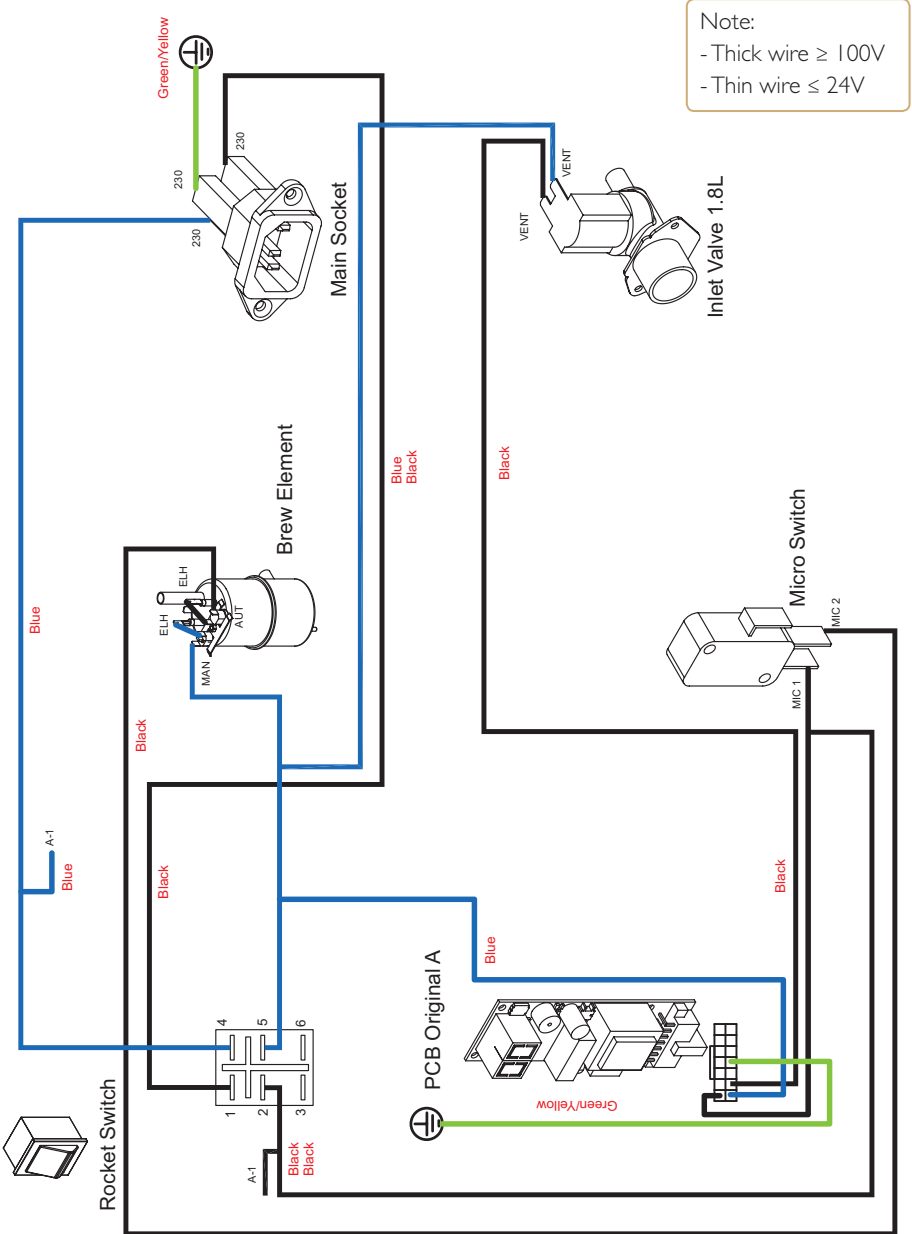 Note:
- Thick wire ≥ 100V
- Thin wire ≤ 24V
Green/Yellow
230
230
230
Main Socket
VENT
VENT
Inlet Valve 1.8L
Blue
Black
Black
Brew Element
ELH
ELH
AUT
MAN
Blue
Black
Micro Switch
MIC 1
MIC 2
A-1
Blue
Black
Black
Blue
PCB Original A
Green/Yellow
1
2
3
4
5
6
Rocket Switch
A-1
Black
Black